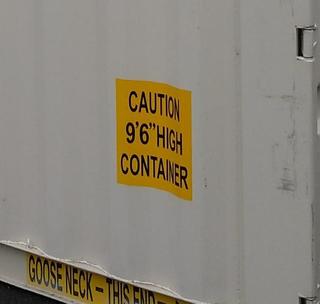 CAUTION
9'6"HIGH
CONTAINER
GOOSE NECK - THIS END -